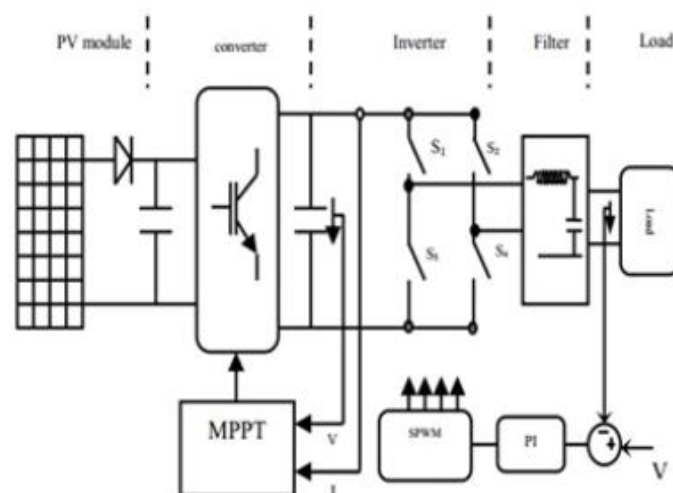 PV module converter Inverter Filter Load
S1 S2
S3 S4
Load
MPPT
V
I
SPWM
PI
-
+
V